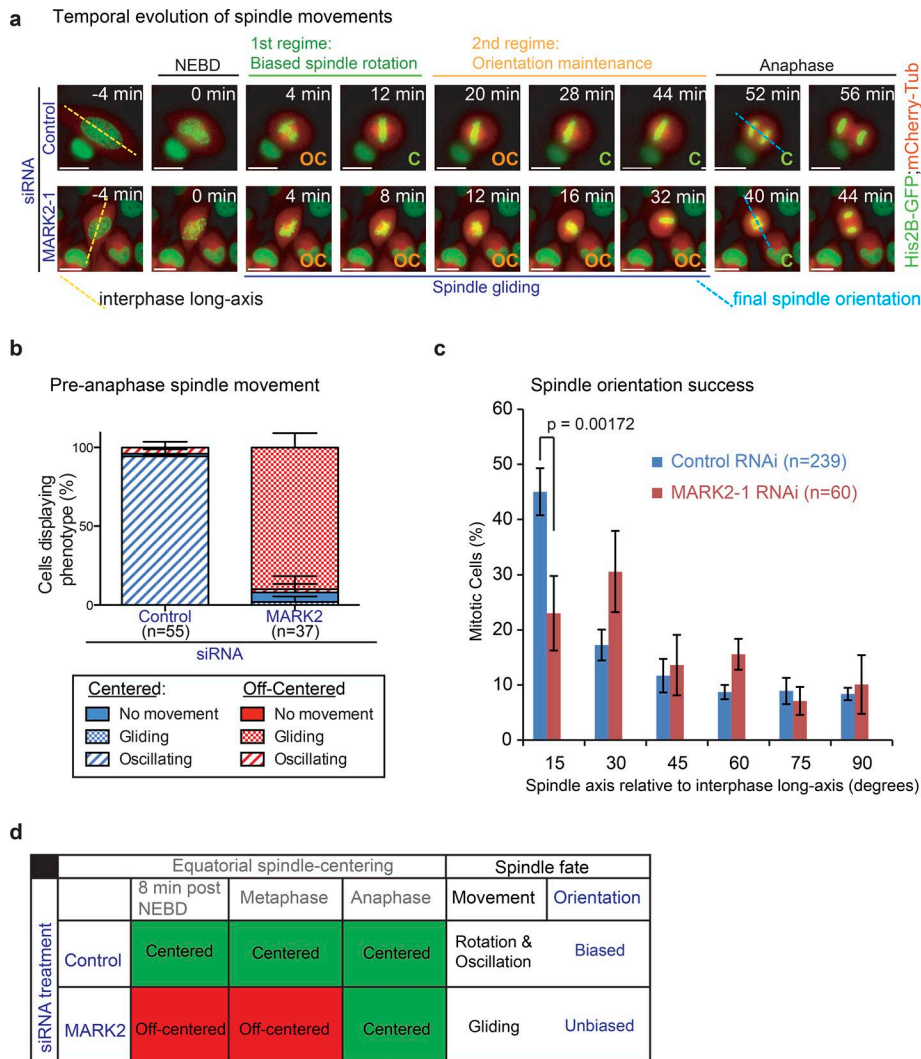 a
Temporal evolution of spindle movements
NEBD
1st regime:
Biased spindle rotation
2nd regime:
Orientation maintenance
Anaphase
siRNA
Control
-4 min
0 min
4 min
OC
12 min
C
20 min
OC
28 min
C
44 min
C
52 min
C
56 min
MARK2-1
-4 min
0 min
4 min
OC
8 min
OC
12 min
OC
16 min
OC
32 min
OC
40 min
C
44 min
His2B-GFP;mCherry-Tub
interphase long-axis
Spindle gliding
final spindle orientation
b
Pre-anaphase spindle movement
Cells displaying
phenotype (%)
100
50
0
Control
(n=55)
MARK2
(n=37)
siRNA
Centered:
Off-Centered
No movement
No movement
Gliding
Gliding
Oscillating
Oscillating
c
Spindle orientation success
Mitotic Cells (%)
60
50
40
30
20
10
0
p = 0.00172
Control RNAi (n=239)
MARK2-1 RNAi (n=60)
15 30 45 60 75 90
Spindle axis relative to interphase long-axis (degrees)
d
Equatorial spindle-centering
Spindle fate
8 min post
NEBD
Metaphase
Anaphase
Movement
Orientation
siRNA treatment
Control
Centered
Centered
Centered
Rotation &
Oscillation
Biased
MARK2
Off-centered
Off-centered
Centered
Gliding
Unbiased